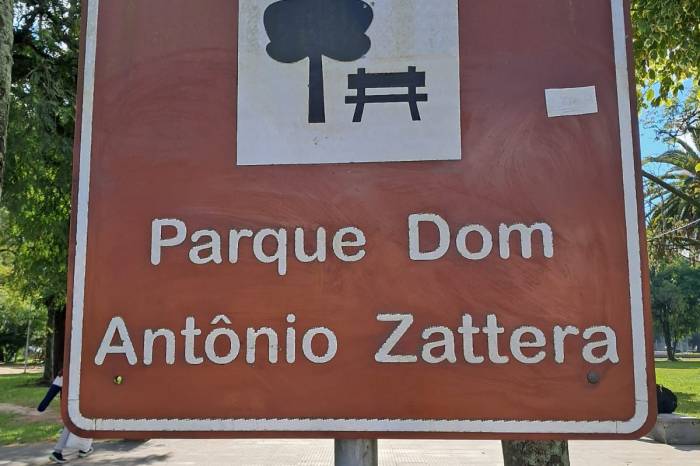 Parque Dom
Antônio Zattera